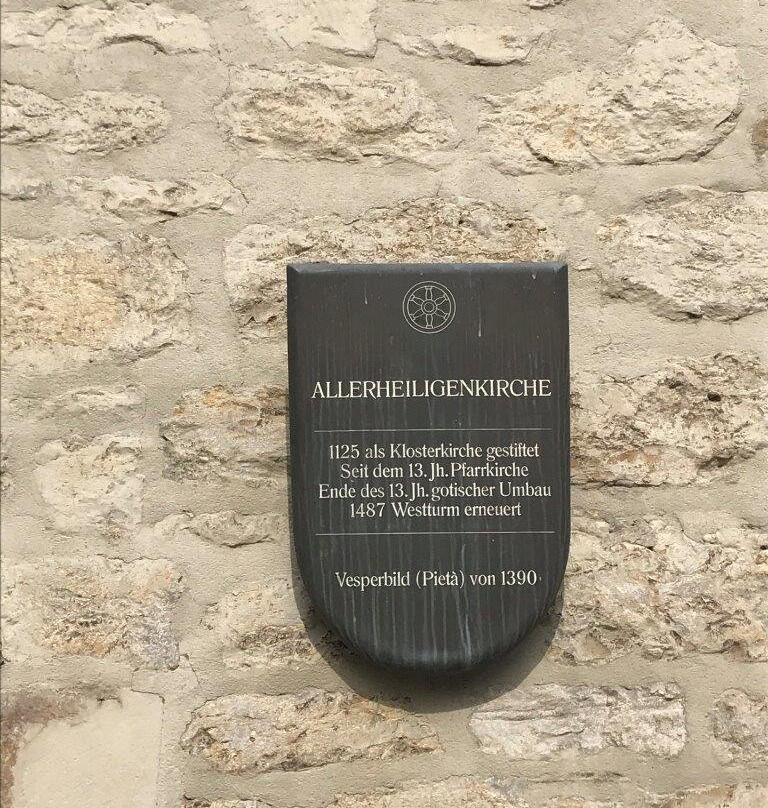 ALLERHEILIGENKIRCHE
1125 als Klosterkirche gestiftet
Seit dem 13. Jh. Pfarrkirche
Ende des 13. Jh. gotischer Umbau
1487 Westturm erneuert
Vesperbild (Pietà) von 1390